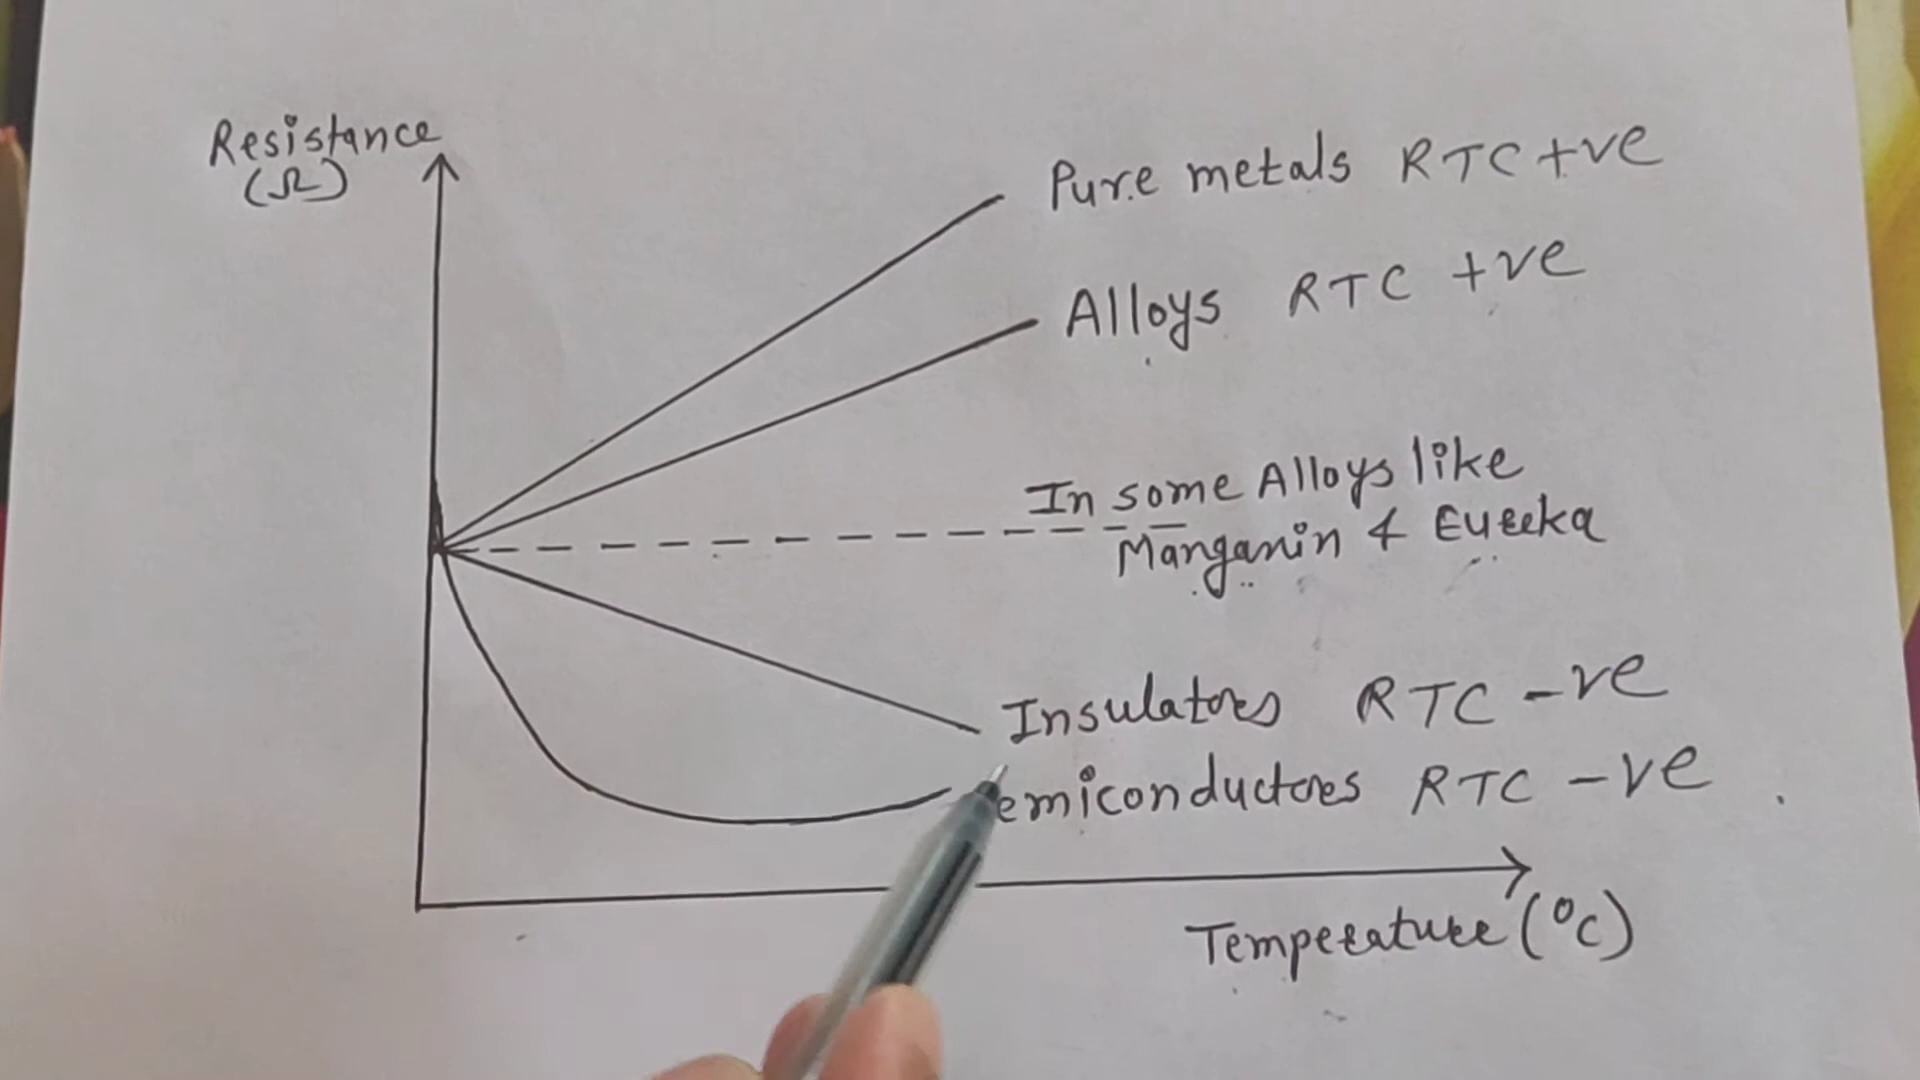 Resistance
(Ω)
Pure metals RTC +ve
Alloys RTC +ve
In some Alloys like
Manganin & Eureka
Insulators RTC -ve
emiconductors RTC -ve
Temperature (°C)